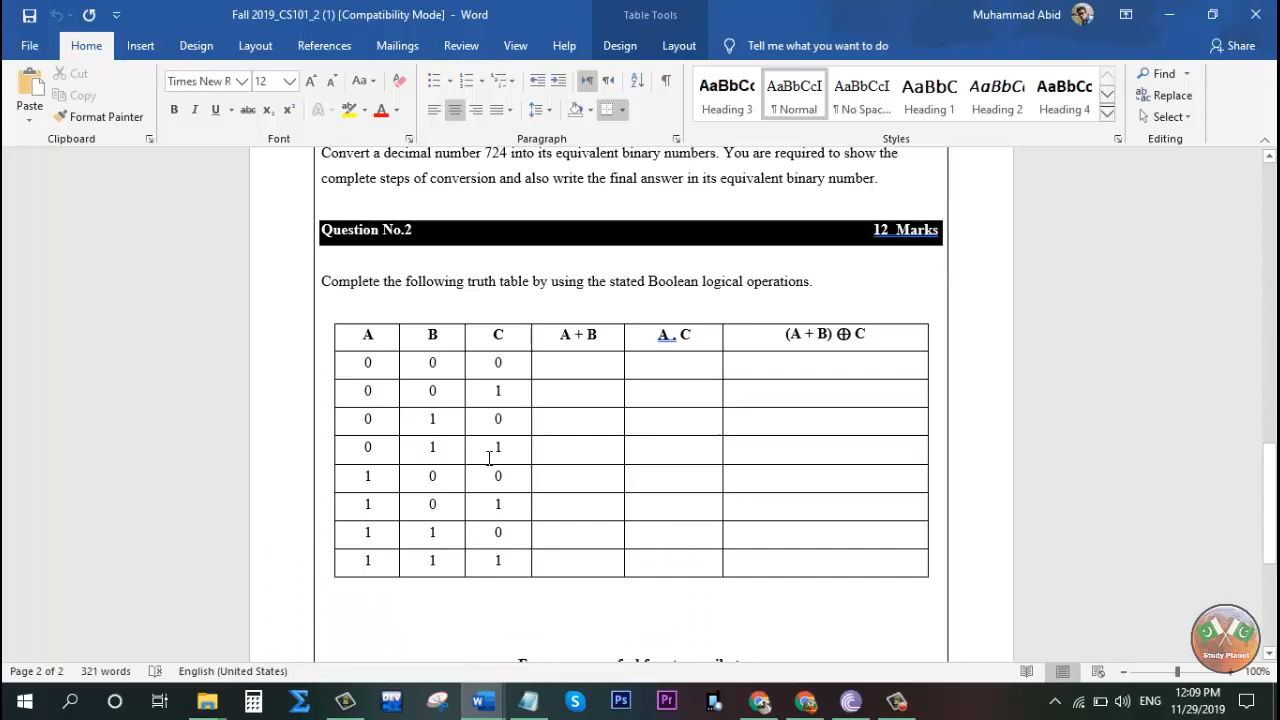 Fall 2019_CS101_2 (1) [Compatibility Mode] - Word
Table Tools
Muhammad Abid
File Home Insert Design Layout References Mailings Review View Help Design Layout Tell me what you want to do Share
Paste
Cut
Copy
Format Painter
Times New R 12
Aa
B I U abc x₂ x² A A
AaBbCc AaBbCcI AaBbCcI AaBbC AaBbCc AaBbCc
Heading 3 ¶ Normal ¶ No Spac... Heading 1 Heading 2 Heading 4
Find
Replace
Select
Clipboard Font Paragraph Styles Editing
Convert a decimal number 724 into its equivalent binary numbers. You are required to show the
complete steps of conversion and also write the final answer in its equivalent binary number.
Question No.2 12 Marks
Complete the following truth table by using the stated Boolean logical operations.
A B C A + B A . C (A + B) ⊕ C
0 0 0
0 0 1
0 1 0
0 1 1
1 0 0
1 0 1
1 1 0
1 1 1
Study Planet
Page 2 of 2 321 words English (United States) 100%
DEV Ps Pr ENG
12:09 PM
11/29/2019